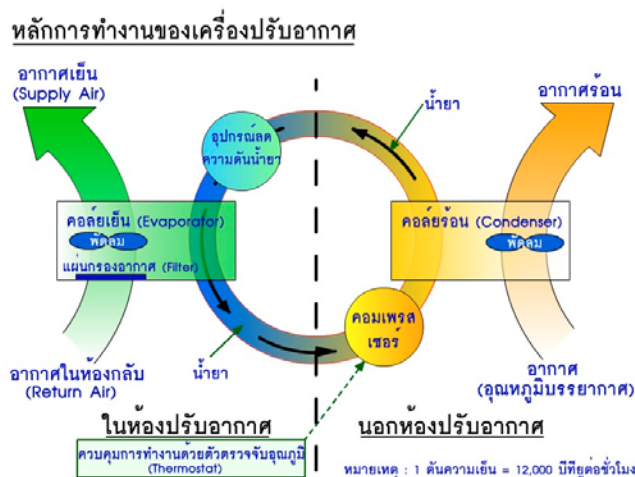 หลักการทำงานของเครื่องปรับอากาศ
อากาศเย็น
(Supply Air)
อากาศร้อน
น้ำยา
อุปกรณ์ลด
ความดันน้ำยา
คอล์ยเย็น (Evaporator)
พัดลม
แผ่นกรองอากาศ (Filter)
คอล์ยร้อน (Condenser)
พัดลม
คอมเพรส
เซอร์
น้ำยา
อากาศในห้องกลับ
(Return Air)
อากาศ
(อุณหภูมิบรรยากาศ)
ในห้องปรับอากาศ
นอกห้องปรับอากาศ
ควบคุมการทำงานด้วยตัวตรวจจับอุณภูมิ
(Thermostat)
หมายเหตุ : 1 ตันความเย็น = 12,000 บีทียูต่อชั่วโมง